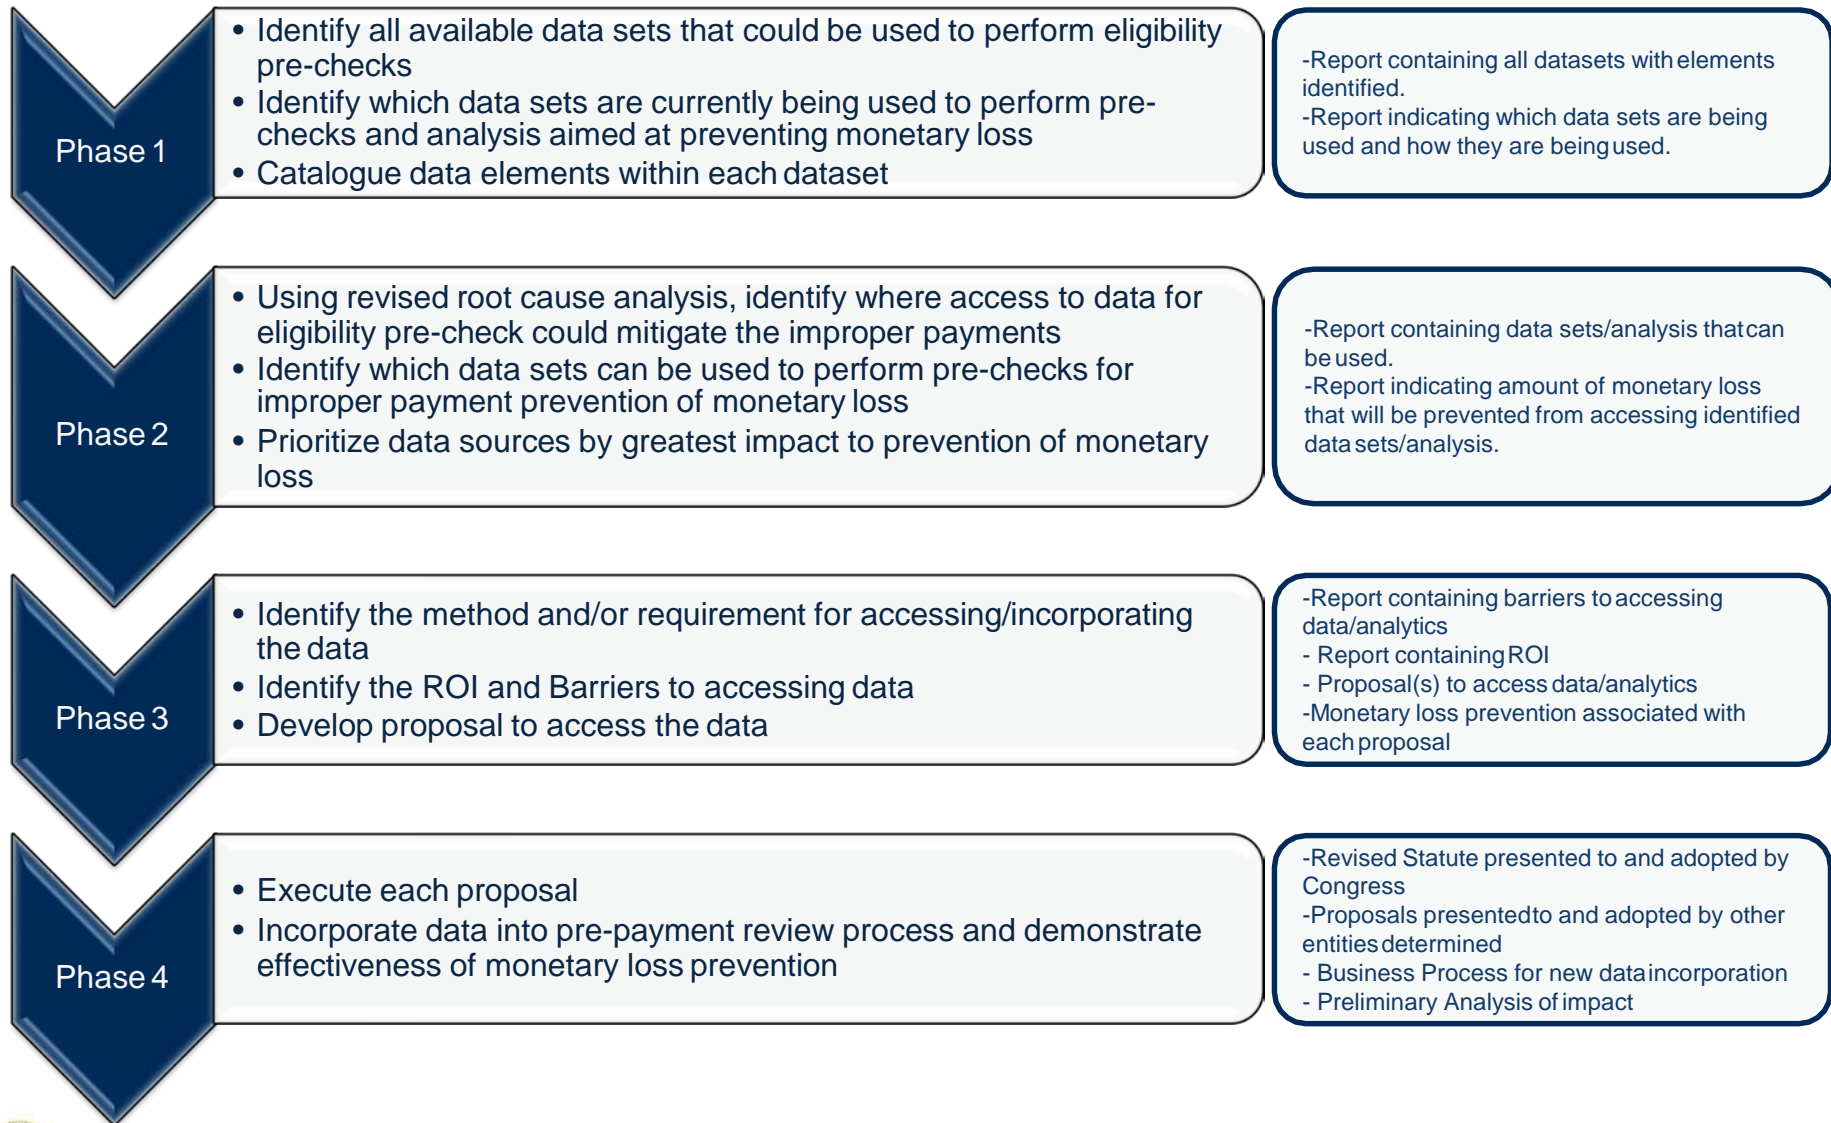 Phase 1
• Identify all available data sets that could be used to perform eligibility
pre-checks
• Identify which data sets are currently being used to perform pre-
checks and analysis aimed at preventing monetary loss
• Catalogue data elements within each dataset
-Report containing all datasets with elements
identified.
-Report indicating which data sets are being
used and how they are being used.
Phase 2
• Using revised root cause analysis, identify where access to data for
eligibility pre-check could mitigate the improper payments
• Identify which data sets can be used to perform pre-checks for
improper payment prevention of monetary loss
• Prioritize data sources by greatest impact to prevention of monetary
loss
-Report containing data sets/analysis that can
be used.
-Report indicating amount of monetary loss
that will be prevented from accessing identified
data sets/analysis.
Phase 3
• Identify the method and/or requirement for accessing/incorporating
the data
• Identify the ROI and Barriers to accessing data
• Develop proposal to access the data
-Report containing barriers to accessing
data/analytics
- Report containing ROI
- Proposal(s) to access data/analytics
-Monetary loss prevention associated with
each proposal
Phase 4
• Execute each proposal
• Incorporate data into pre-payment review process and demonstrate
effectiveness of monetary loss prevention
-Revised Statute presented to and adopted by
Congress
-Proposals presented to and adopted by other
entities determined
- Business Process for new data incorporation
- Preliminary Analysis of impact